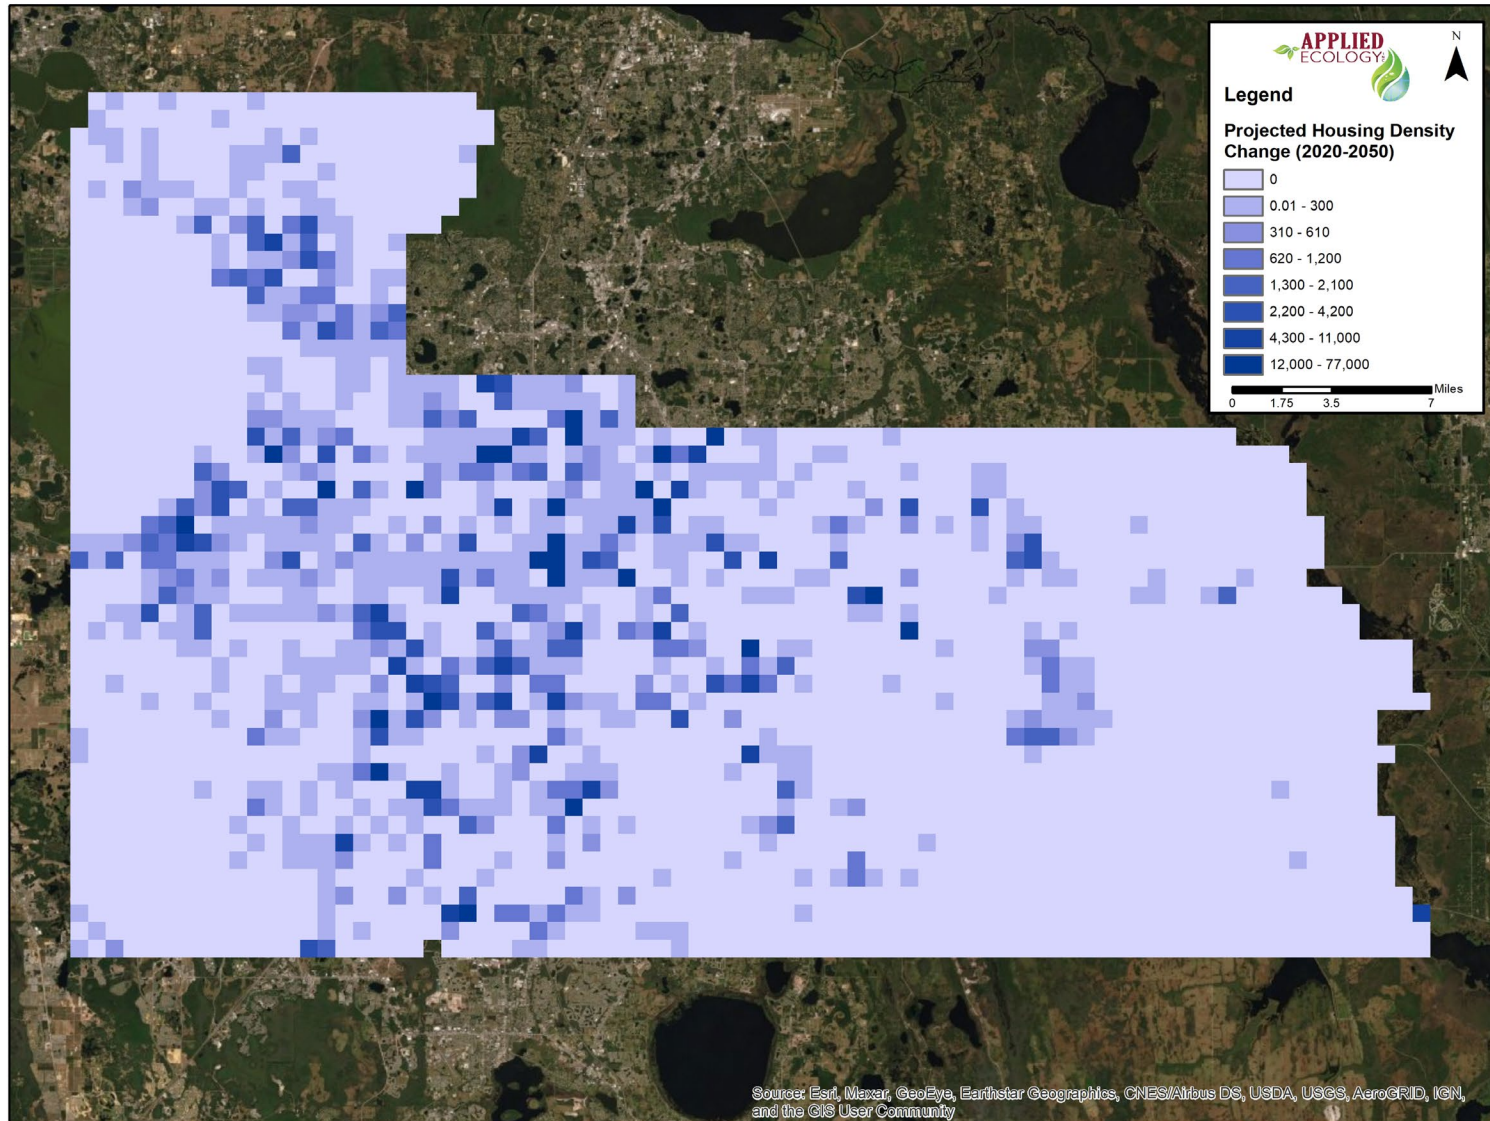 APPLIED
ECOLOGY
N
Legend
Projected Housing Density
Change (2020-2050)
0
0.01 - 300
310 - 610
620 - 1,200
1,300 - 2,100
2,200 - 4,200
4,300 - 11,000
12,000 - 77,000
Miles
0 1.75 3.5 7
Source: Esri, Maxar, GeoEye, Earthstar Geographics, CNES/Airbus DS, USDA, USGS, AeroGRID, IGN,
and the GIS User Community